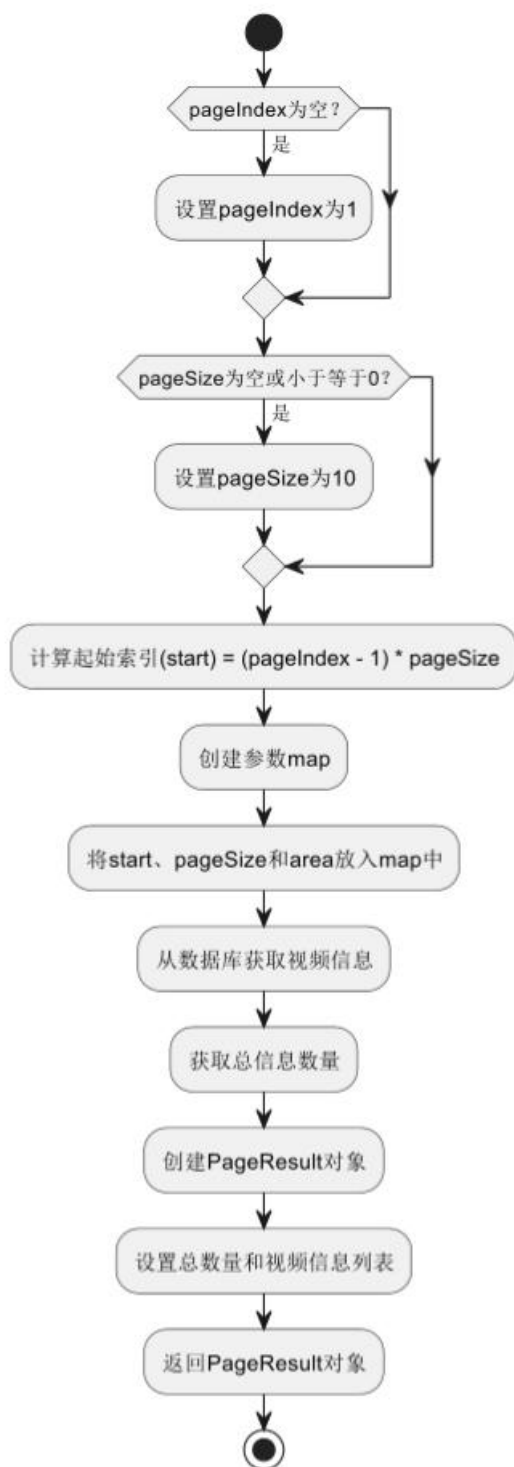 pageIndex为空？
是
设置pageIndex为1
pageSize为空或小于等于0？
是
设置pageSize为10
计算起始索引(start) = (pageIndex - 1) * pageSize
创建参数map
将start、pageSize和area放入map中
从数据库获取视频信息
获取总信息数量
创建PageResult对象
设置总数量和视频信息列表
返回PageResult对象